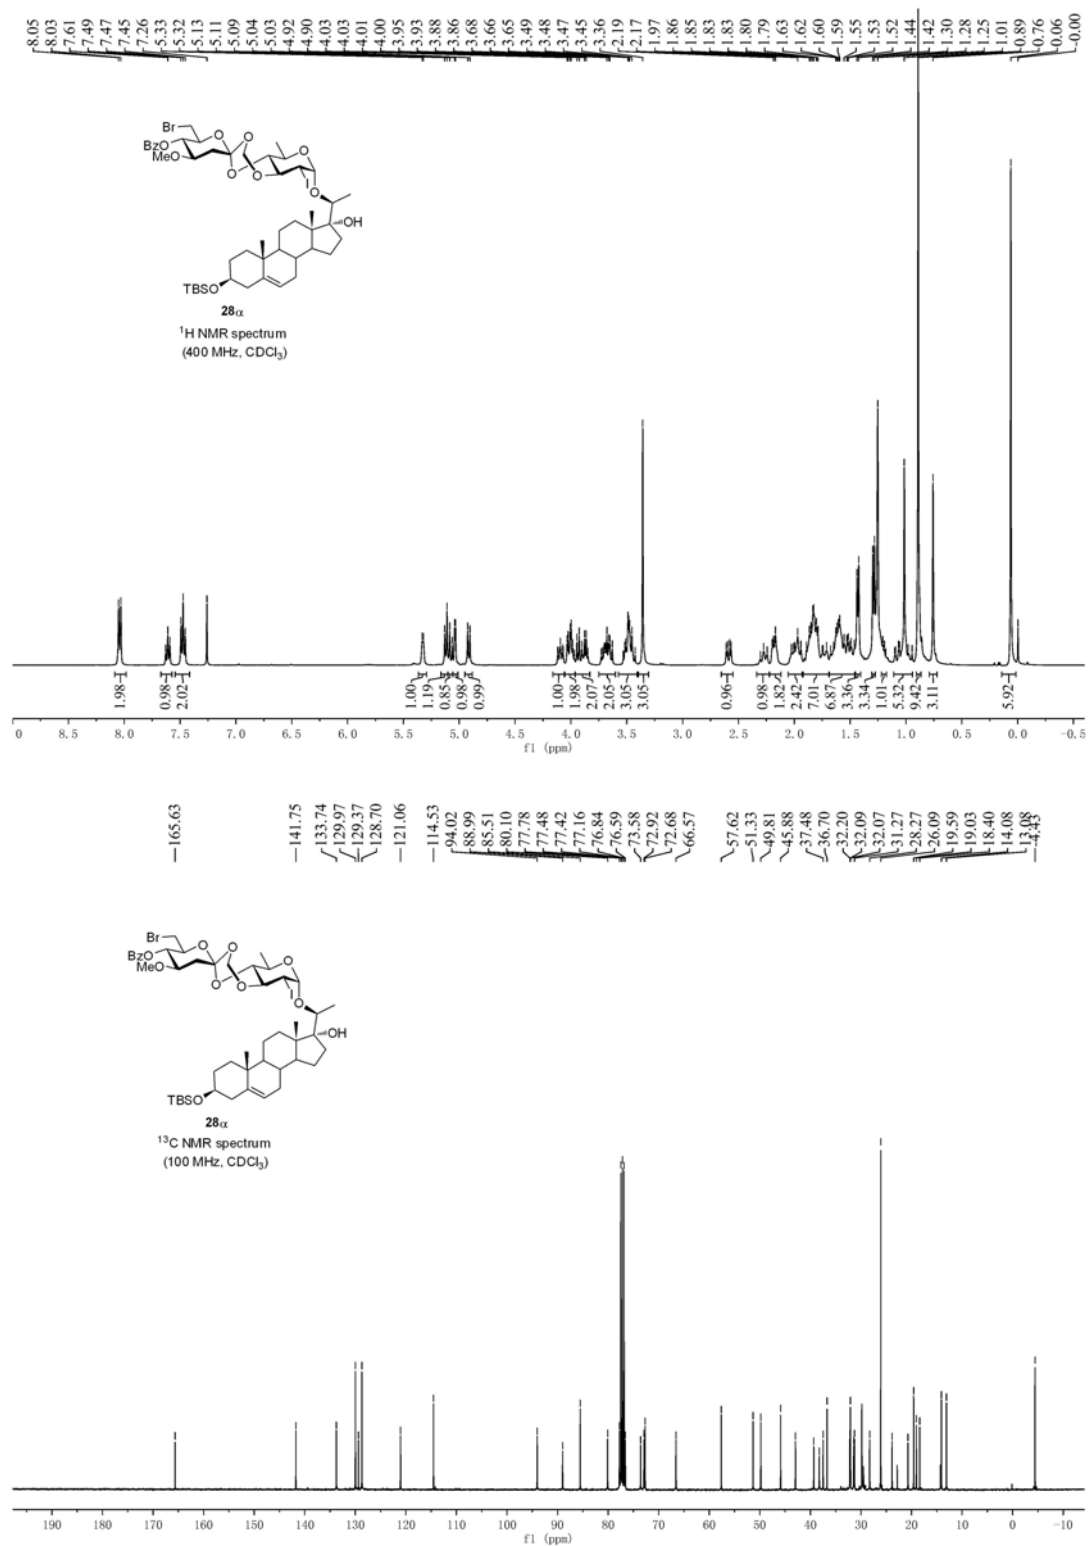 8.05 8.03 7.61 7.49 7.47 7.45 7.26 5.33 5.32 5.13 5.11 5.09 5.04 5.03 4.92 4.90 4.03 4.03 4.01 4.00 3.95 3.93 3.88 3.86 3.68 3.66 3.65 3.49 3.48 3.47 3.45 3.36 2.19 2.17 1.97 1.86 1.85 1.83 1.83 1.80 1.79 1.63 1.62 1.60 1.59 1.55 1.53 1.52 1.44 1.42 1.30 1.28 1.25 1.01 0.89 0.76 0.06 -0.00
Br
O
O
BzO
MeO
O
O
O
I
O
OH
TBSO
28α
¹H NMR spectrum
(400 MHz, CDCl₃)
1.98 0.98 2.02 1.00 1.19 0.85 0.98 0.99 1.00 1.98 2.07 2.05 3.05 3.05 0.96 0.98 1.82 2.42 7.01 6.87 3.36 3.34 1.01 5.32 9.42 3.11 5.92
0 8.5 8.0 7.5 7.0 6.5 6.0 5.5 5.0 4.5 4.0 3.5 3.0 2.5 2.0 1.5 1.0 0.5 0.0 -0.5
f1 (ppm)
165.63 141.75 133.74 129.97 129.37 128.70 121.06 114.53 94.02 88.99 85.51 80.10 77.78 77.48 77.42 77.16 76.84 76.59 73.58 72.92 72.68 66.57 57.62 51.33 49.81 45.88 37.48 36.70 32.20 32.09 32.07 31.27 28.27 26.09 19.59 19.03 18.40 14.08 13.08 -4.43
Br
O
O
BzO
MeO
O
O
O
I
O
OH
TBSO
28α
¹³C NMR spectrum
(100 MHz, CDCl₃)
190 180 170 160 150 140 130 120 110 100 90 80 70 60 50 40 30 20 10 0 -10
f1 (ppm)